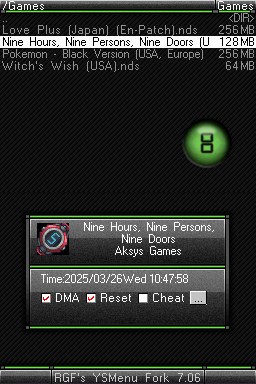 /Games Games
.. <DIR>
Love Plus (Japan) (En-Patch).nds 256MB
Nine Hours, Nine Persons, Nine Doors (U 128MB
Pokemon - Black Version (USA, Europe) 256MB
Witch's Wish (USA).nds 64MB
8
Nine Hours, Nine Persons,
Nine Doors
Aksys Games
Time:2025/03/26Wed 10:47:58
DMA Reset Cheat ...
RGF's YSMenu Fork 7.06